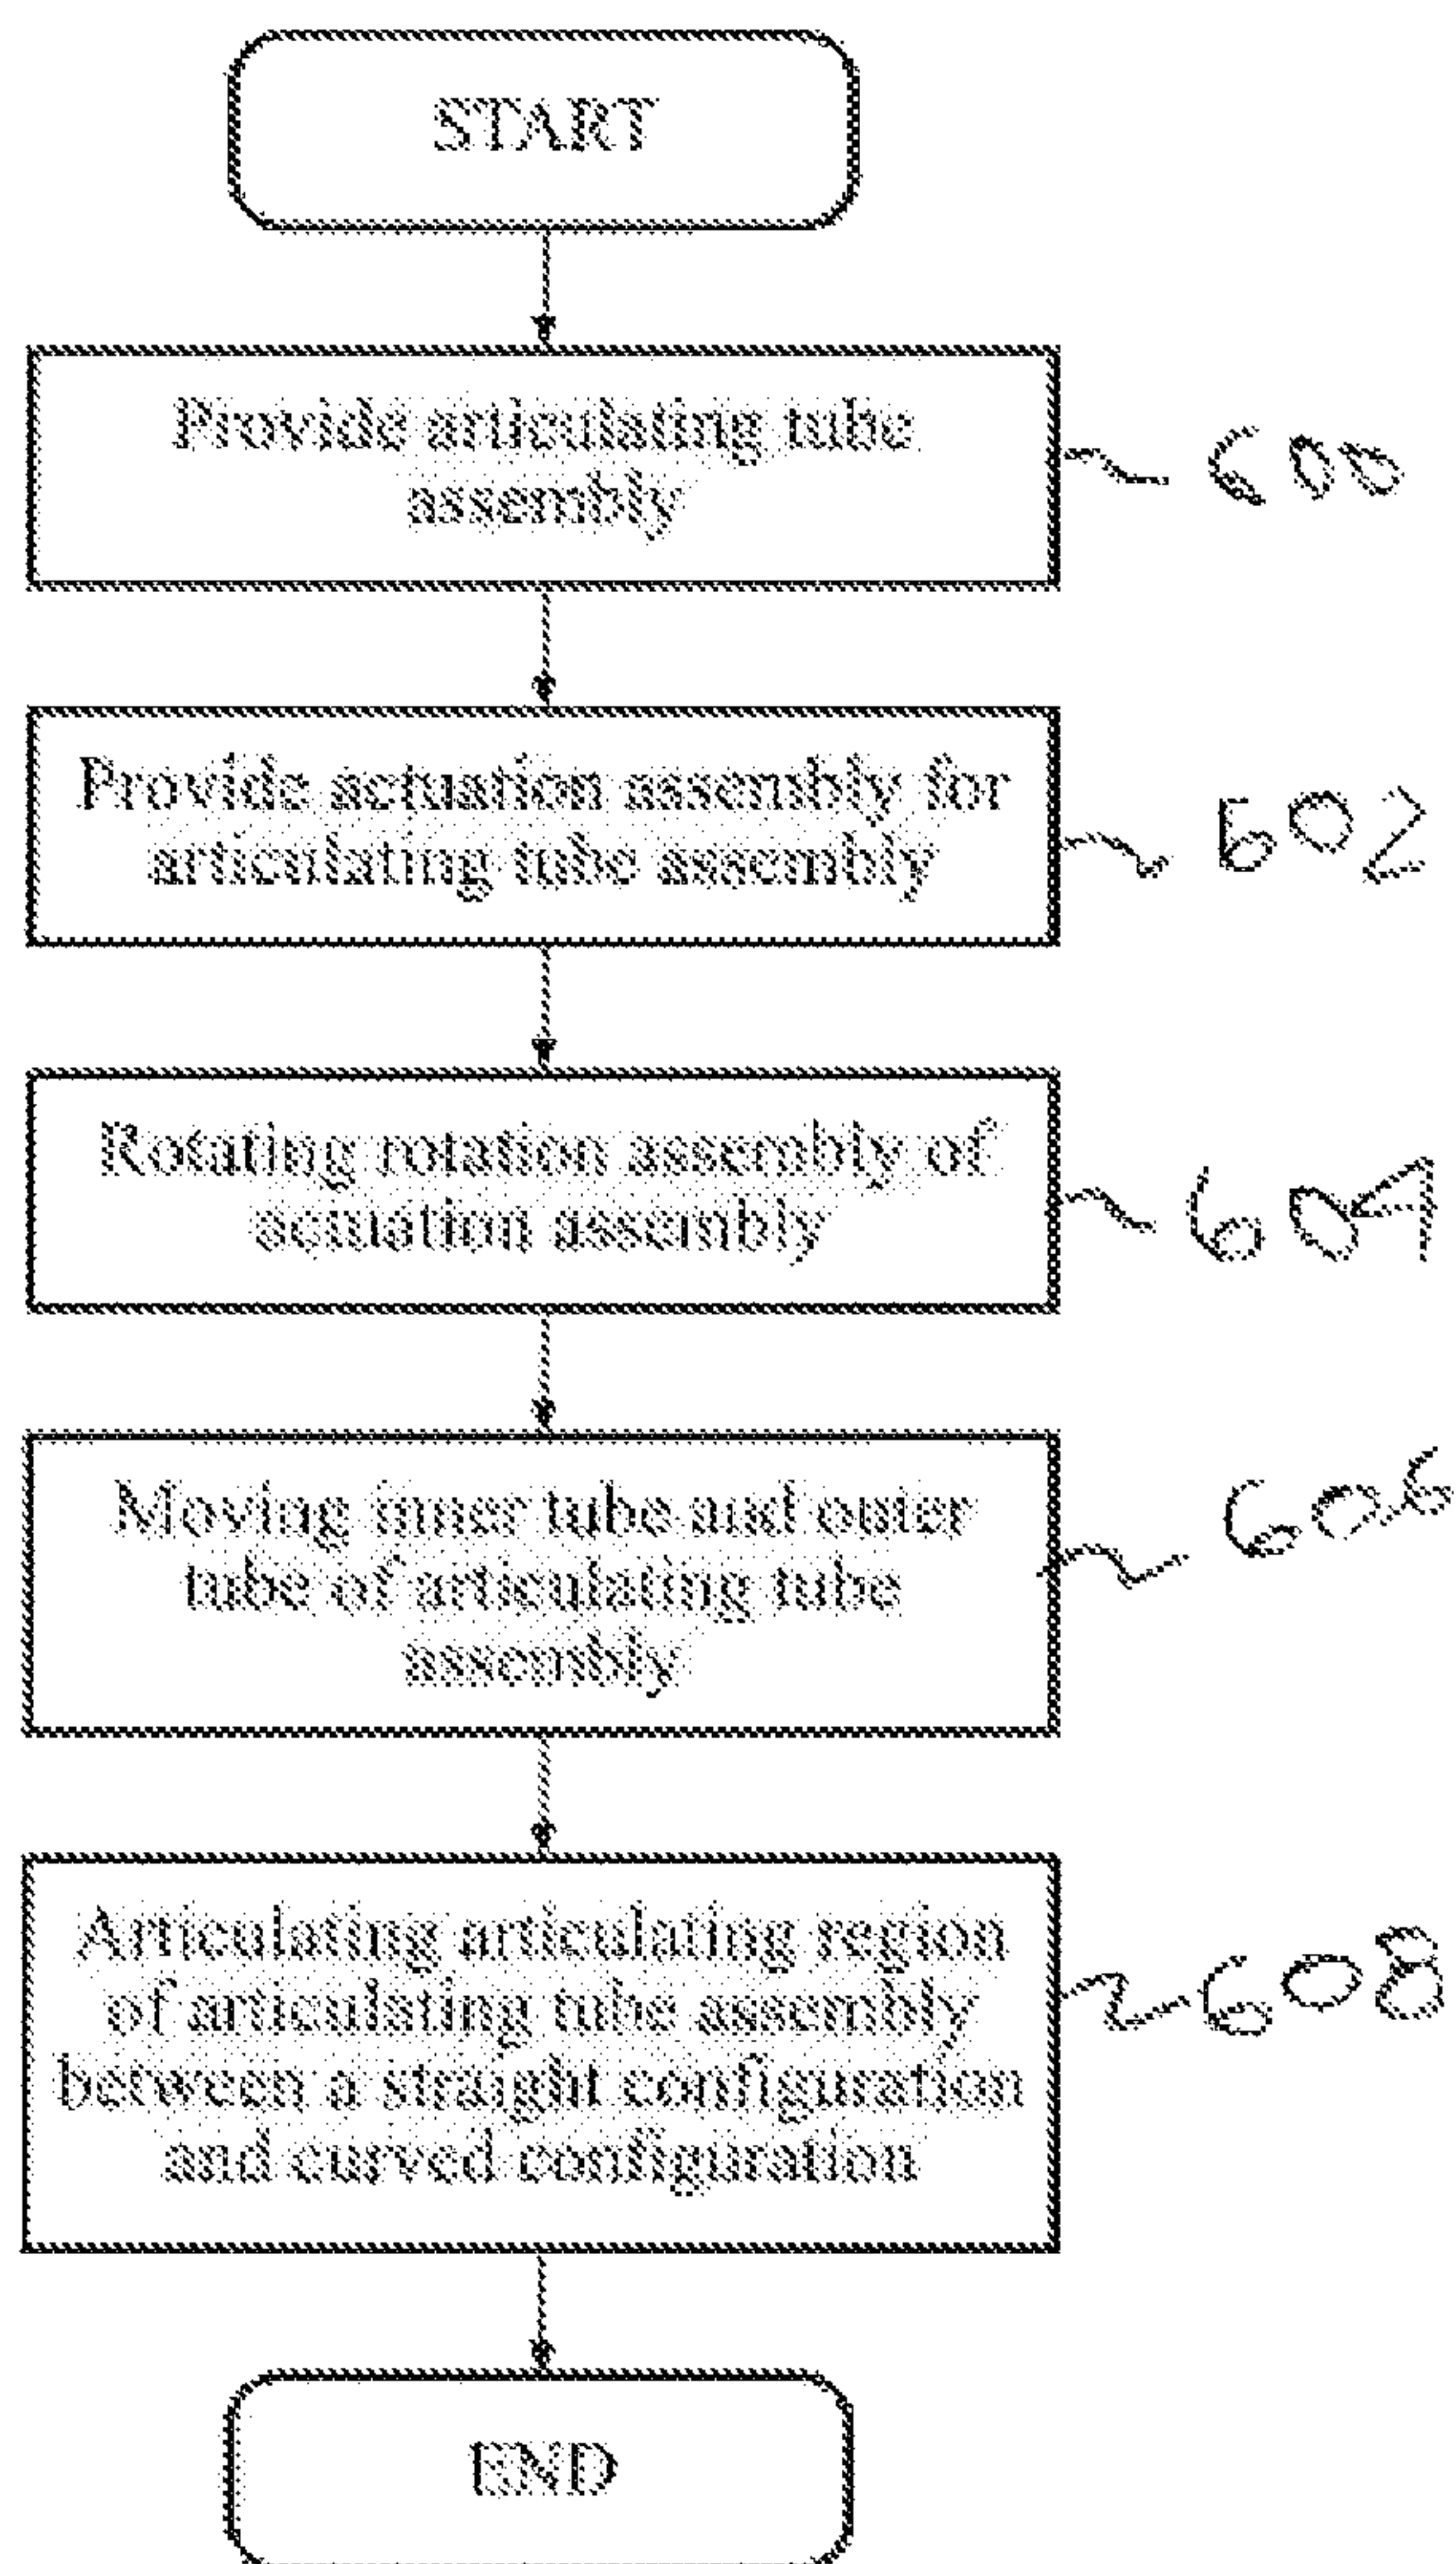 START
Provide articulating tube
assembly
600
Provide actuation assembly for
articulating tube assembly
602
Rotating rotation assembly of
actuation assembly
604
Moving inner tube and outer
tube of articulating tube
assembly
606
Articulating articulating region
of articulating tube assembly
between a straight configuration
and curved configuration
608
END